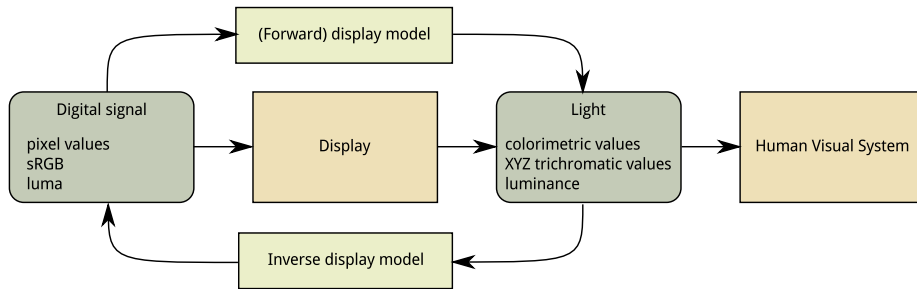 (Forward) display model
Digital signal
pixel values
sRGB
luma
Display
Light
colorimetric values
XYZ trichromatic values
luminance
Human Visual System
Inverse display model